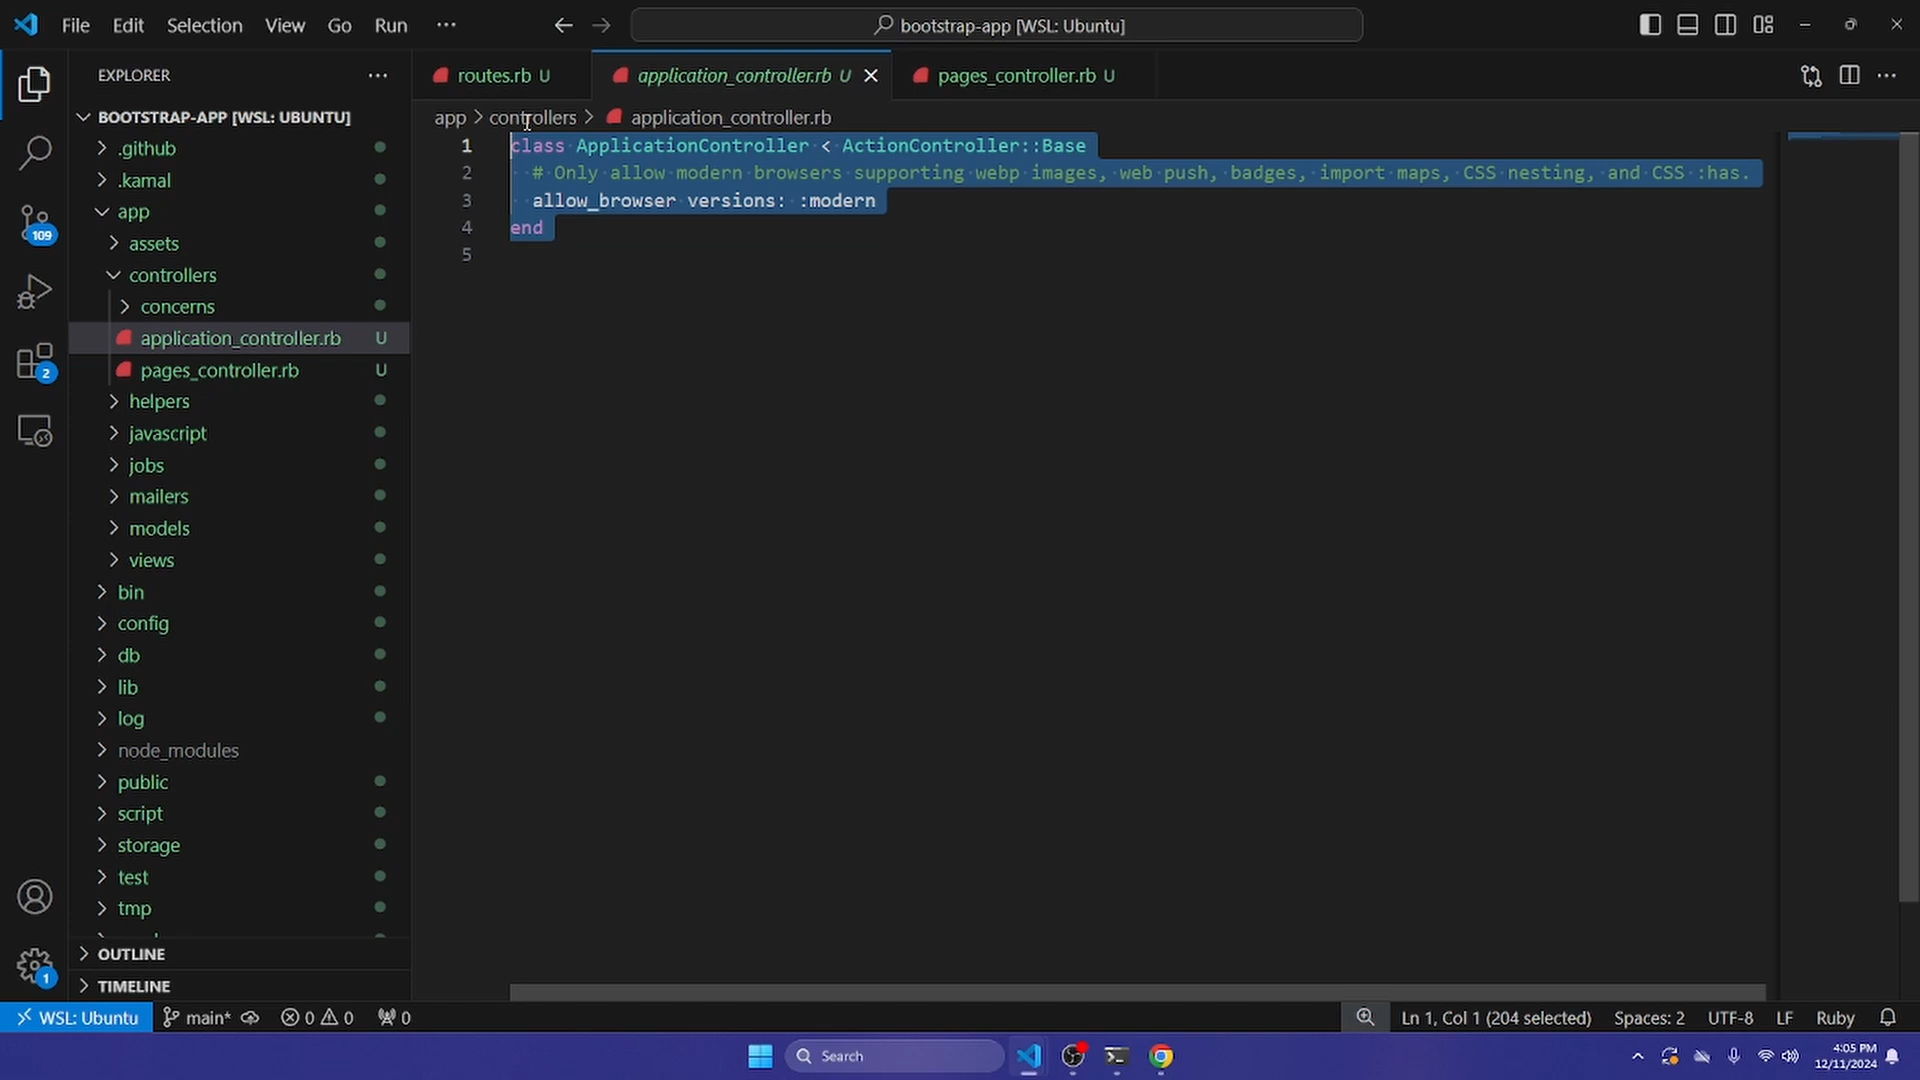 File Edit Selection View Go Run ···
bootstrap-app [WSL: Ubuntu]
EXPLORER ···
BOOTSTRAP-APP [WSL: UBUNTU]
.github
.kamal
app
assets
controllers
concerns
application_controller.rb U
pages_controller.rb U
helpers
javascript
jobs
mailers
models
views
bin
config
db
lib
log
node_modules
public
script
storage
test
tmp
OUTLINE
TIMELINE
109
2
1
routes.rb U
application_controller.rb U
pages_controller.rb U
app > controllers > application_controller.rb
1 class ApplicationController < ActionController::Base
2 # Only allow modern browsers supporting webp images, web push, badges, import maps, CSS nesting, and CSS :has.
3 allow_browser versions: :modern
4 end
5
WSL: Ubuntu main* 0 0 0
Ln 1, Col 1 (204 selected) Spaces: 2 UTF-8 LF Ruby
Search
4:05 PM
12/11/2024